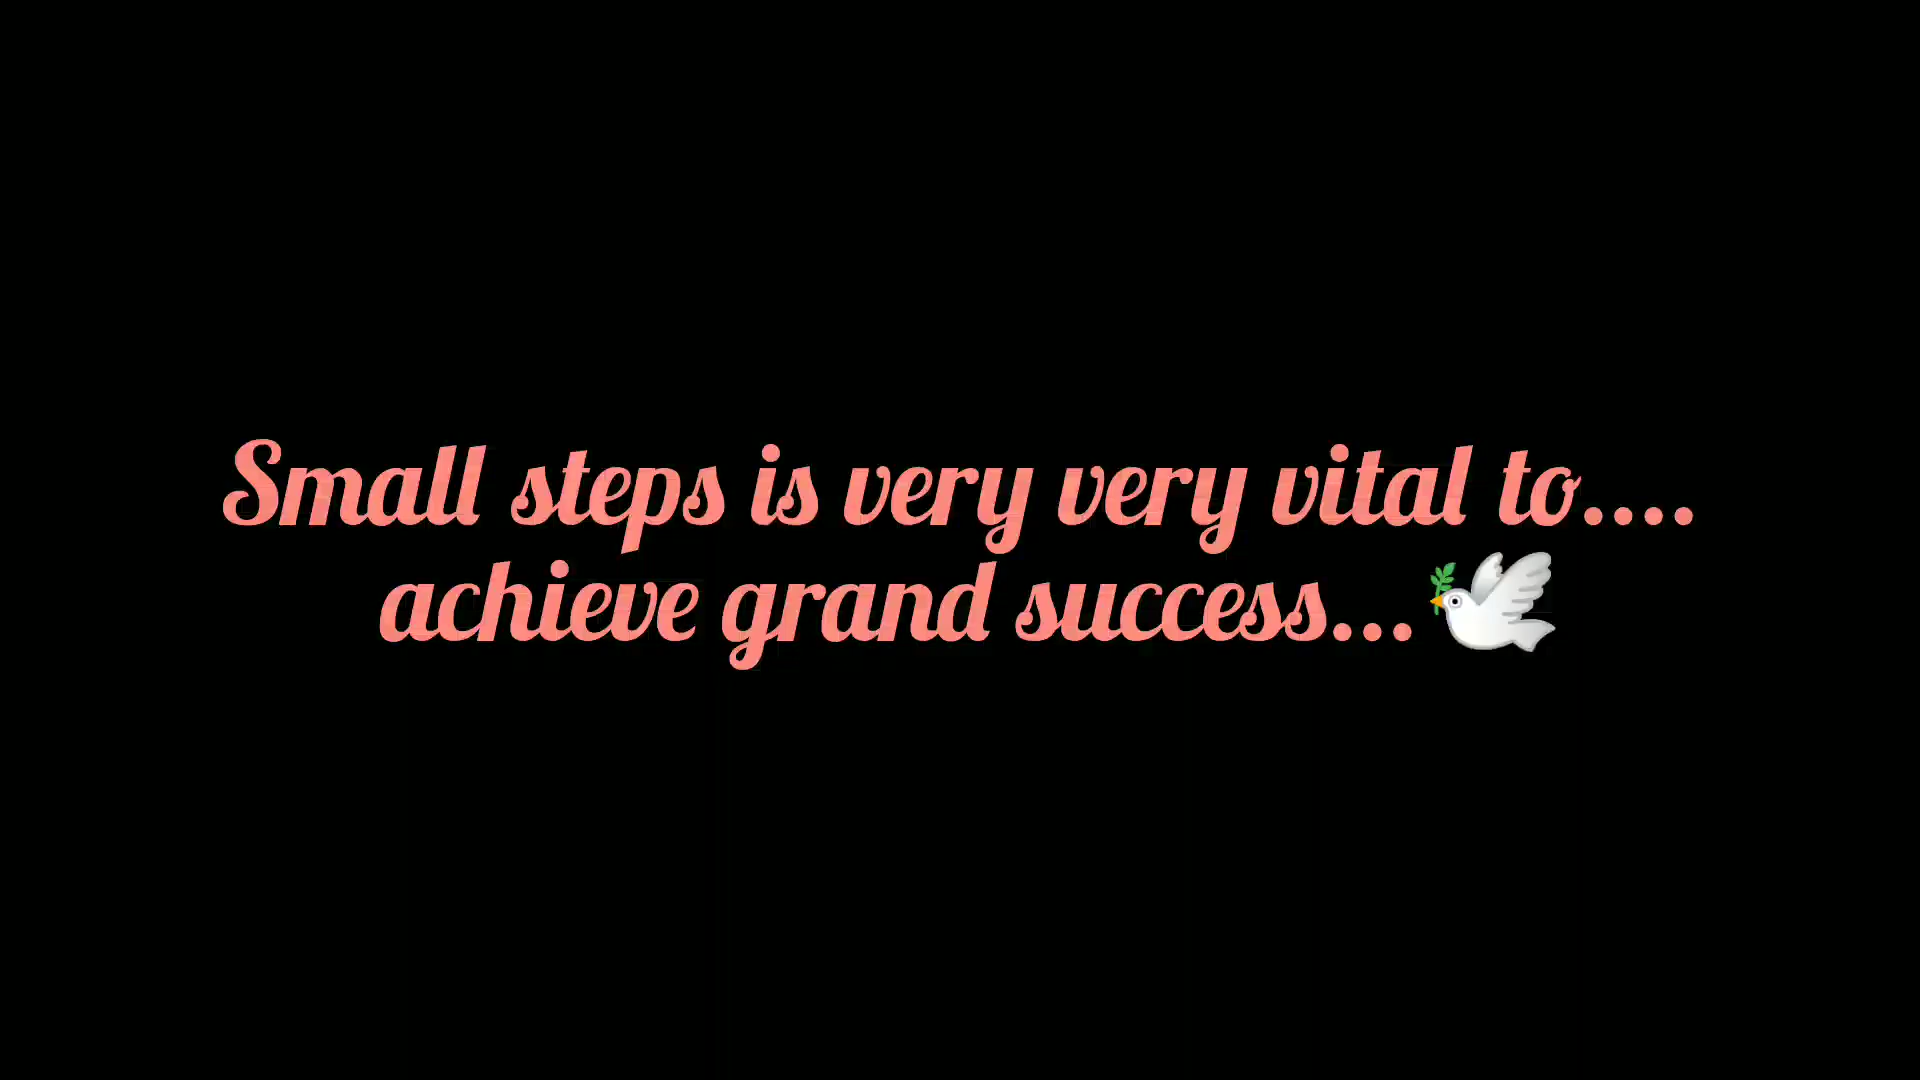 Small steps is very very vital to....
achieve grand success...🕊️